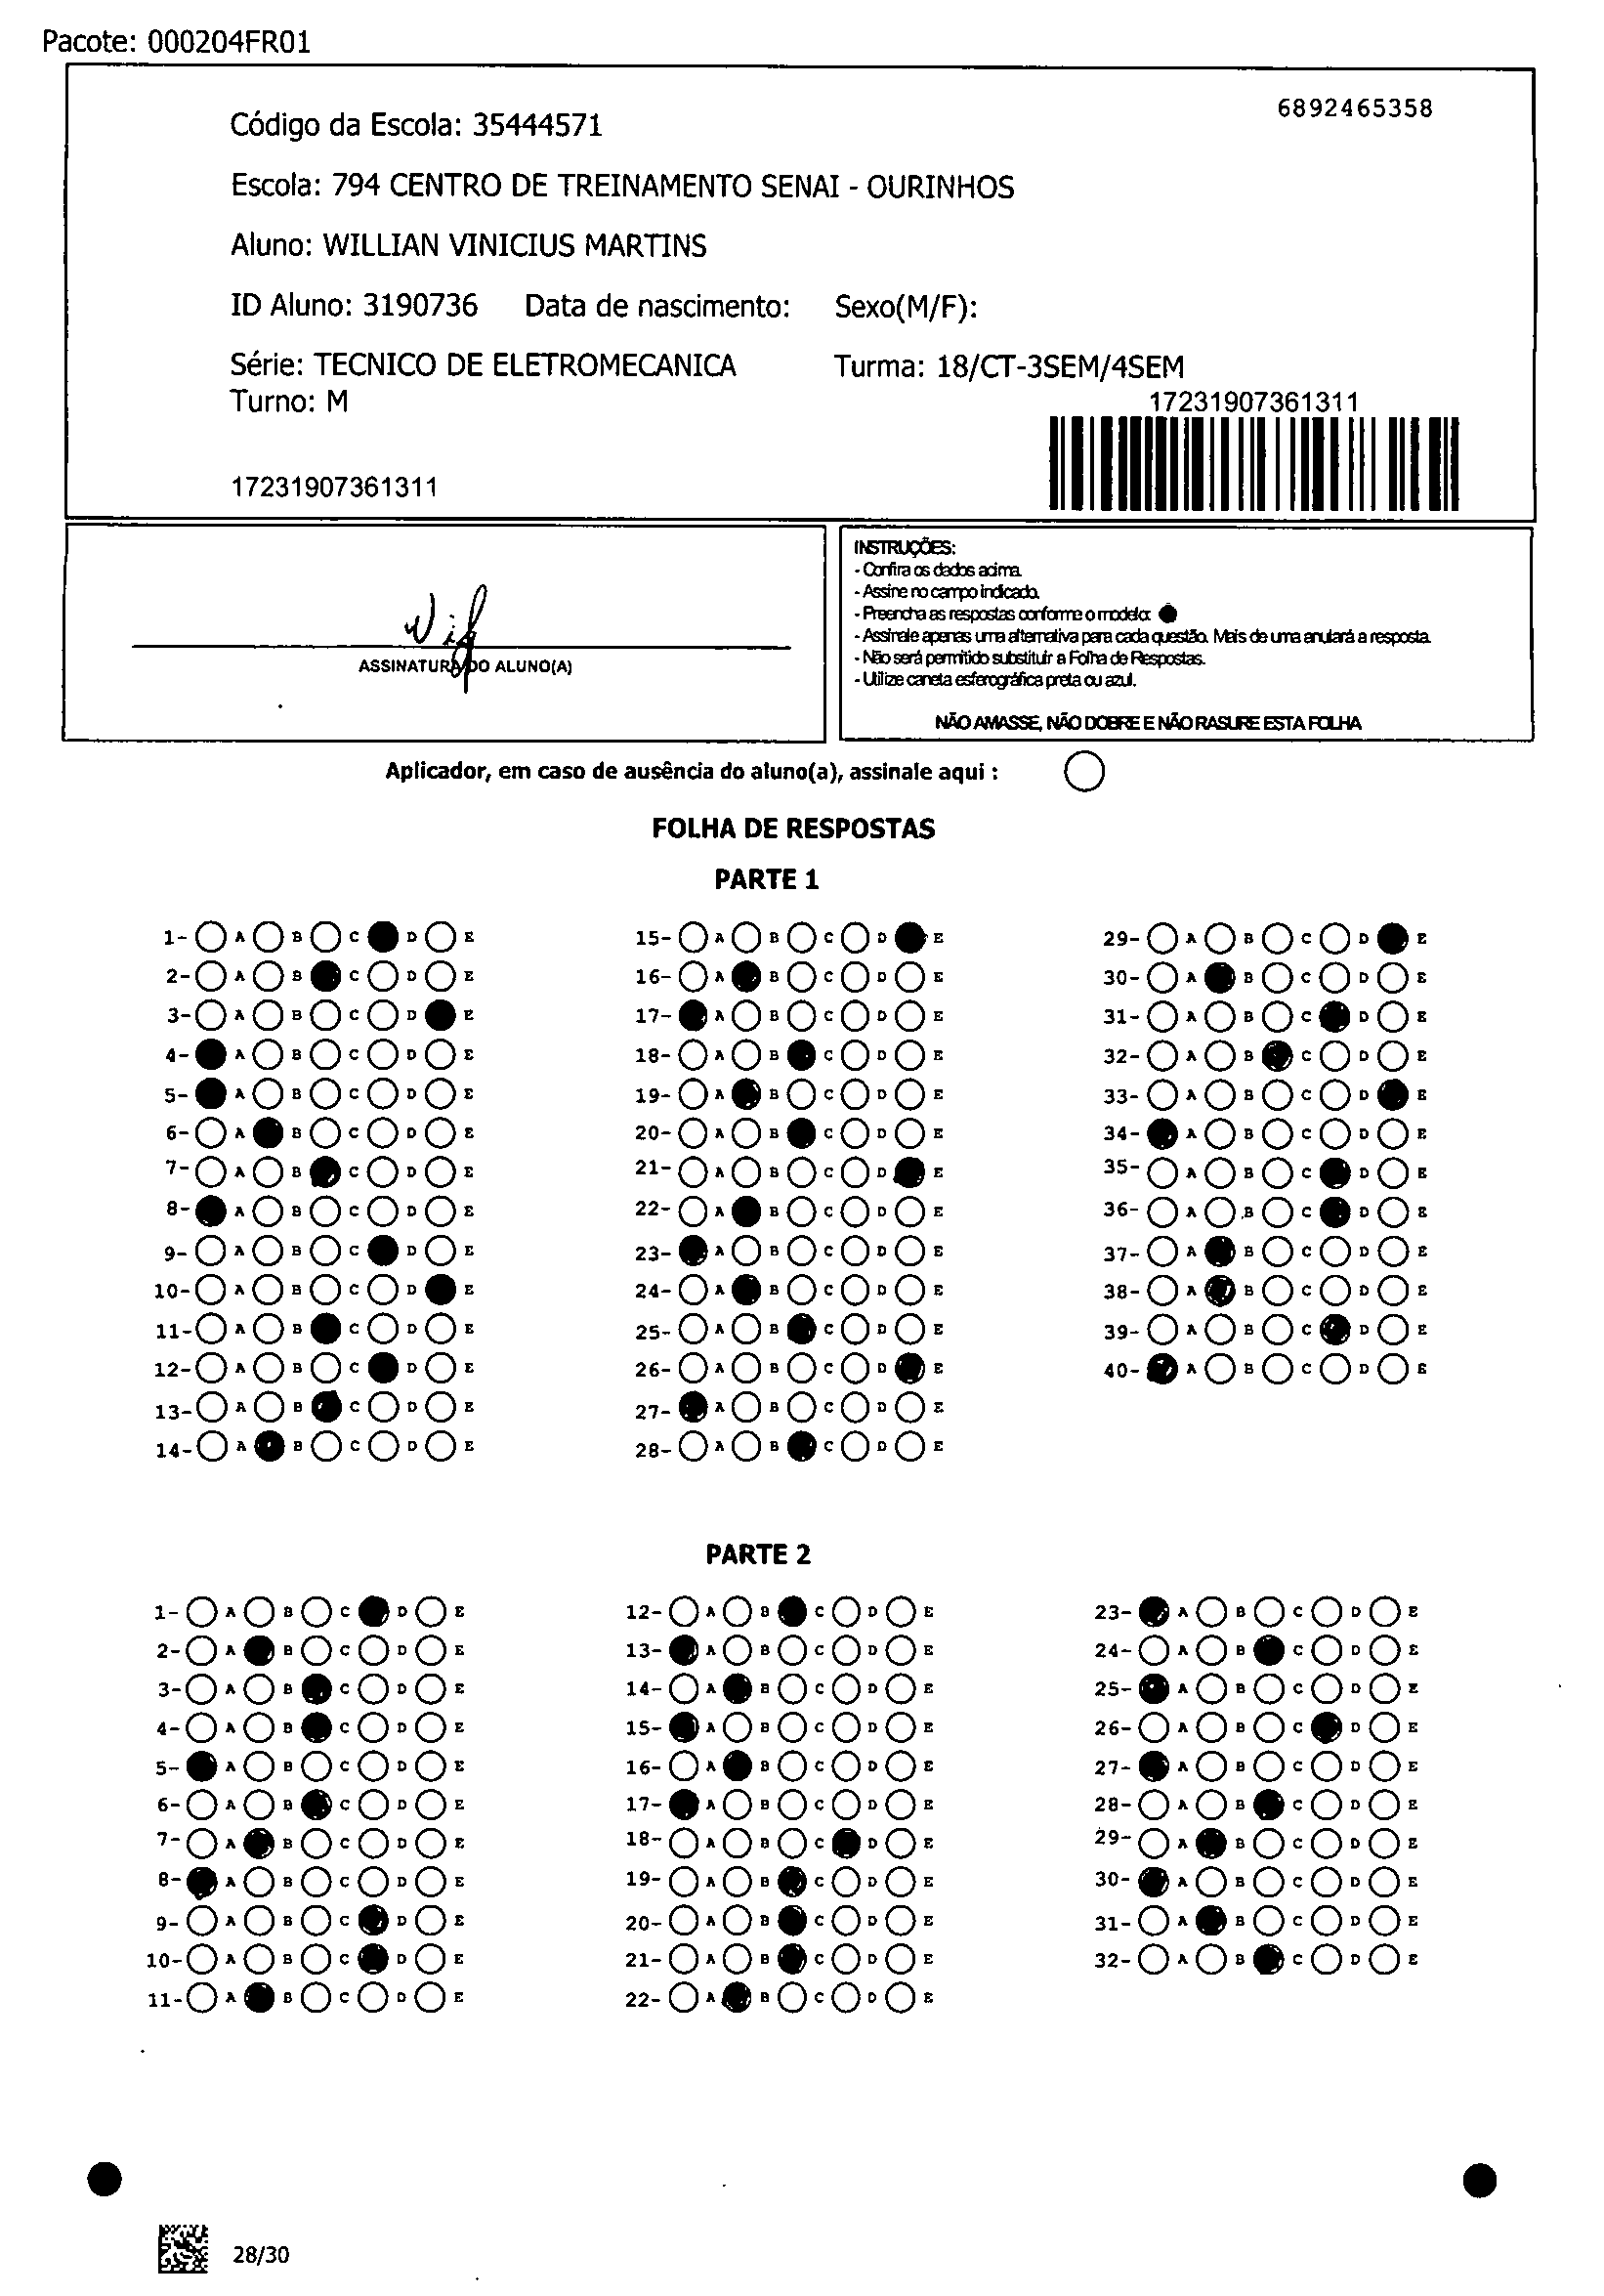 Pacote: 000204FR01
6892465358
Código da Escola: 35444571
Escola: 794 CENTRO DE TREINAMENTO SENAI - OURINHOS
Aluno: WILLIAN VINICIUS MARTINS
ID Aluno: 3190736 Data de nascimento: Sexo(M/F):
Série: TECNICO DE ELETROMECANICA Turma: 18/CT-3SEM/4SEM
Turno: M 17231907361311
17231907361311
ASSINATURA DO ALUNO(A)
INSTRUÇÕES:
- Confira os dados acima.
- Assine no campo indicado.
- Preencha as respostas conforme o modelo:
- Assinale apenas uma alternativa para cada questão. Mais de uma anulará a resposta.
- Não será permitido substituir a Folha de Respostas.
- Utilize caneta esferográfica preta ou azul.
NÃO AMASSE, NÃO DOBRE E NÃO RASURE ESTA FOLHA
Aplicador, em caso de ausência do aluno(a), assinale aqui :
FOLHA DE RESPOSTAS
PARTE 1
1- A B C D E 15- A B C D E 29- A B C D E
2- A B C D E 16- A B C D E 30- A B C D E
3- A B C D E 17- A B C D E 31- A B C D E
4- A B C D E 18- A B C D E 32- A B C D E
5- A B C D E 19- A B C D E 33- A B C D E
6- A B C D E 20- A B C D E 34- A B C D E
7- A B C D E 21- A B C D E 35- A B C D E
8- A B C D E 22- A B C D E 36- A B C D E
9- A B C D E 23- A B C D E 37- A B C D E
10- A B C D E 24- A B C D E 38- A B C D E
11- A B C D E 25- A B C D E 39- A B C D E
12- A B C D E 26- A B C D E 40- A B C D E
13- A B C D E 27- A B C D E
14- A B C D E 28- A B C D E
PARTE 2
1- A B C D E 12- A B C D E 23- A B C D E
2- A B C D E 13- A B C D E 24- A B C D E
3- A B C D E 14- A B C D E 25- A B C D E
4- A B C D E 15- A B C D E 26- A B C D E
5- A B C D E 16- A B C D E 27- A B C D E
6- A B C D E 17- A B C D E 28- A B C D E
7- A B C D E 18- A B C D E 29- A B C D E
8- A B C D E 19- A B C D E 30- A B C D E
9- A B C D E 20- A B C D E 31- A B C D E
10- A B C D E 21- A B C D E 32- A B C D E
11- A B C D E 22- A B C D E
28/30